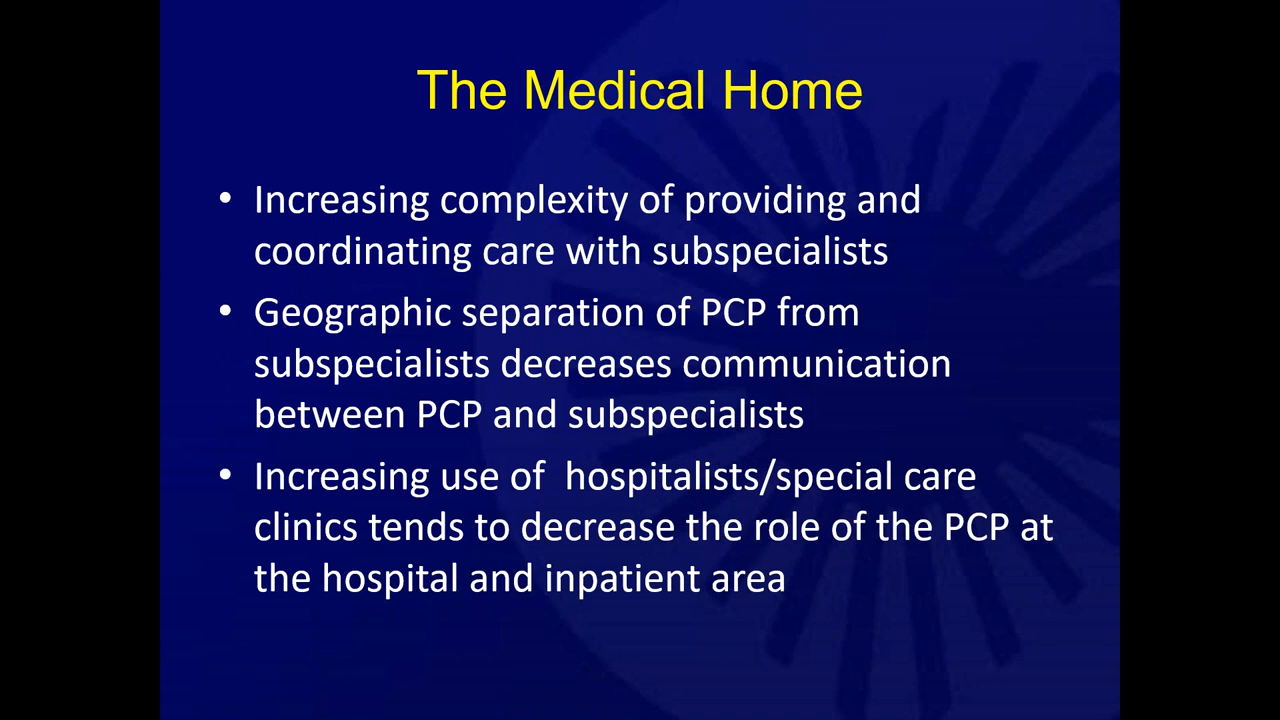 The Medical Home
• Increasing complexity of providing and
coordinating care with subspecialists
• Geographic separation of PCP from
subspecialists decreases communication
between PCP and subspecialists
• Increasing use of  hospitalists/special care
clinics tends to decrease the role of the PCP at
the hospital and inpatient area